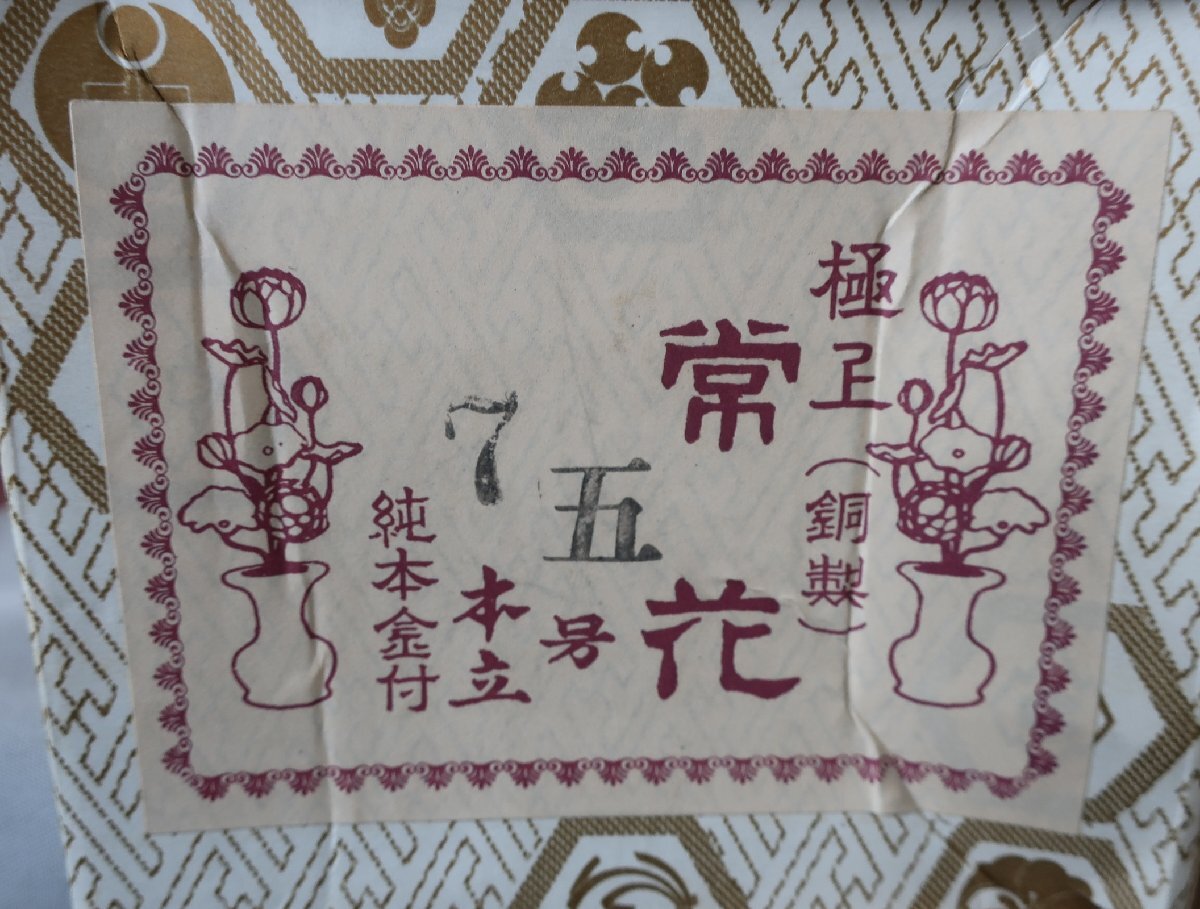 極上(銅製)
常花
五号
7本立
純本金付